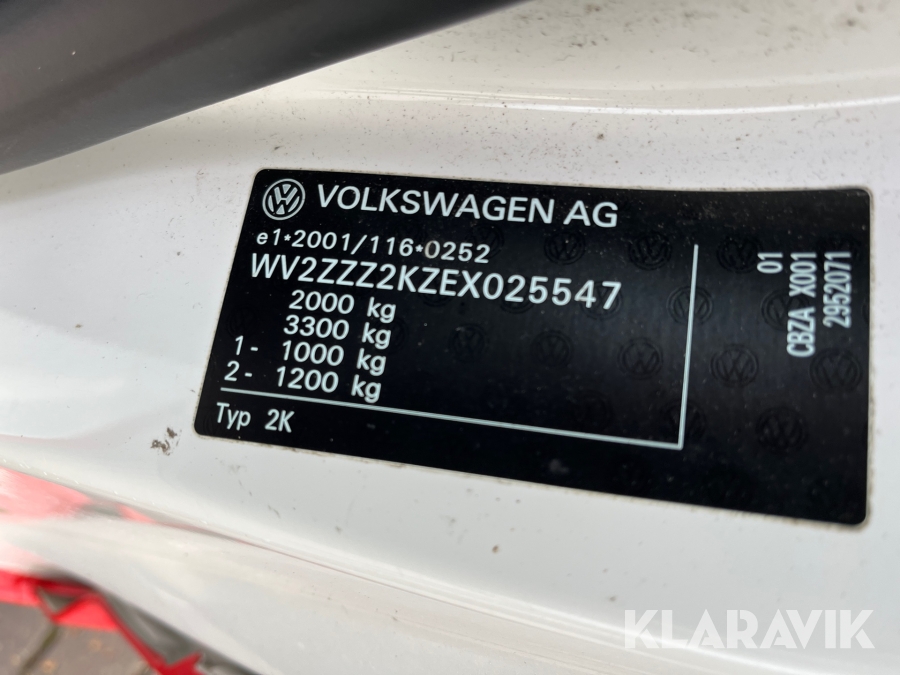 VOLKSWAGEN AG
e1*2001/116*0252
WV2ZZZ2KZEX025547
2000 kg
3300 kg
1- 1000 kg
2- 1200 kg
Typ 2K
01
CBZA X001
2952071
KLARAVIK